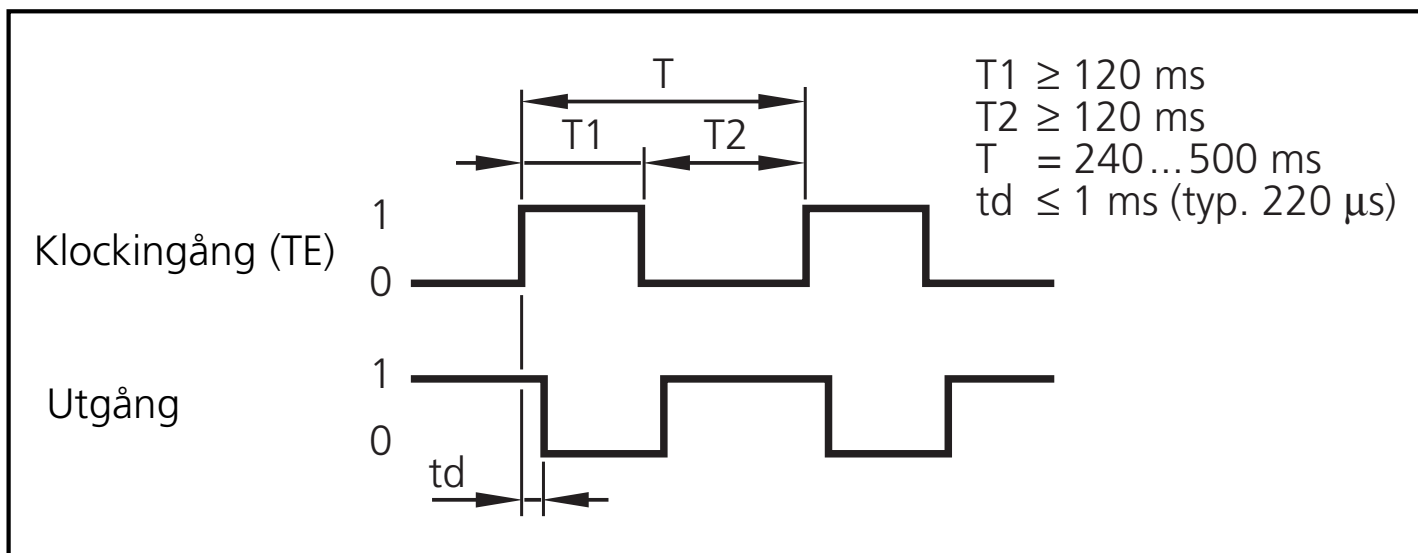 T
T1
T2
T1 ≥ 120 ms
T2 ≥ 120 ms
T = 240...500 ms
td ≤ 1 ms (typ. 220 μs)
Klockingång (TE)
1
0
Utgång
1
0
td